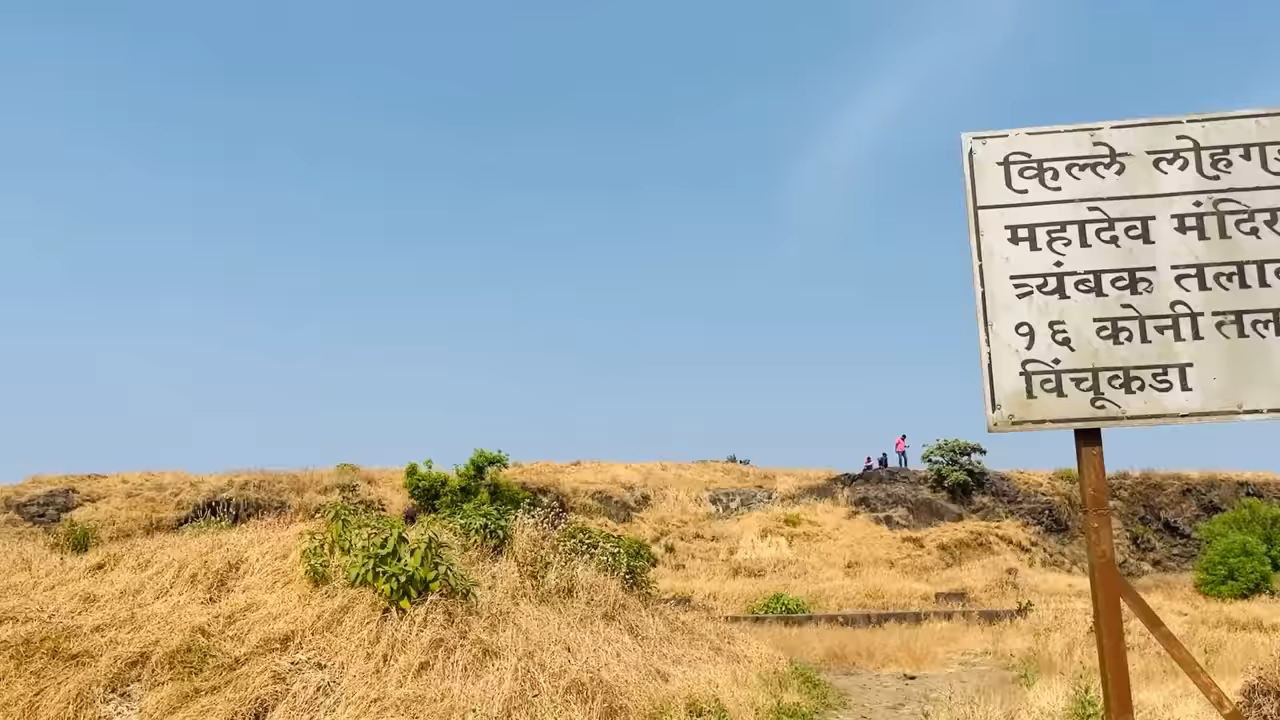 किल्ले लोहग
महादेव मंदिर
त्र्यंबक तलाव
१६ कोनी तल
विंचूकडा